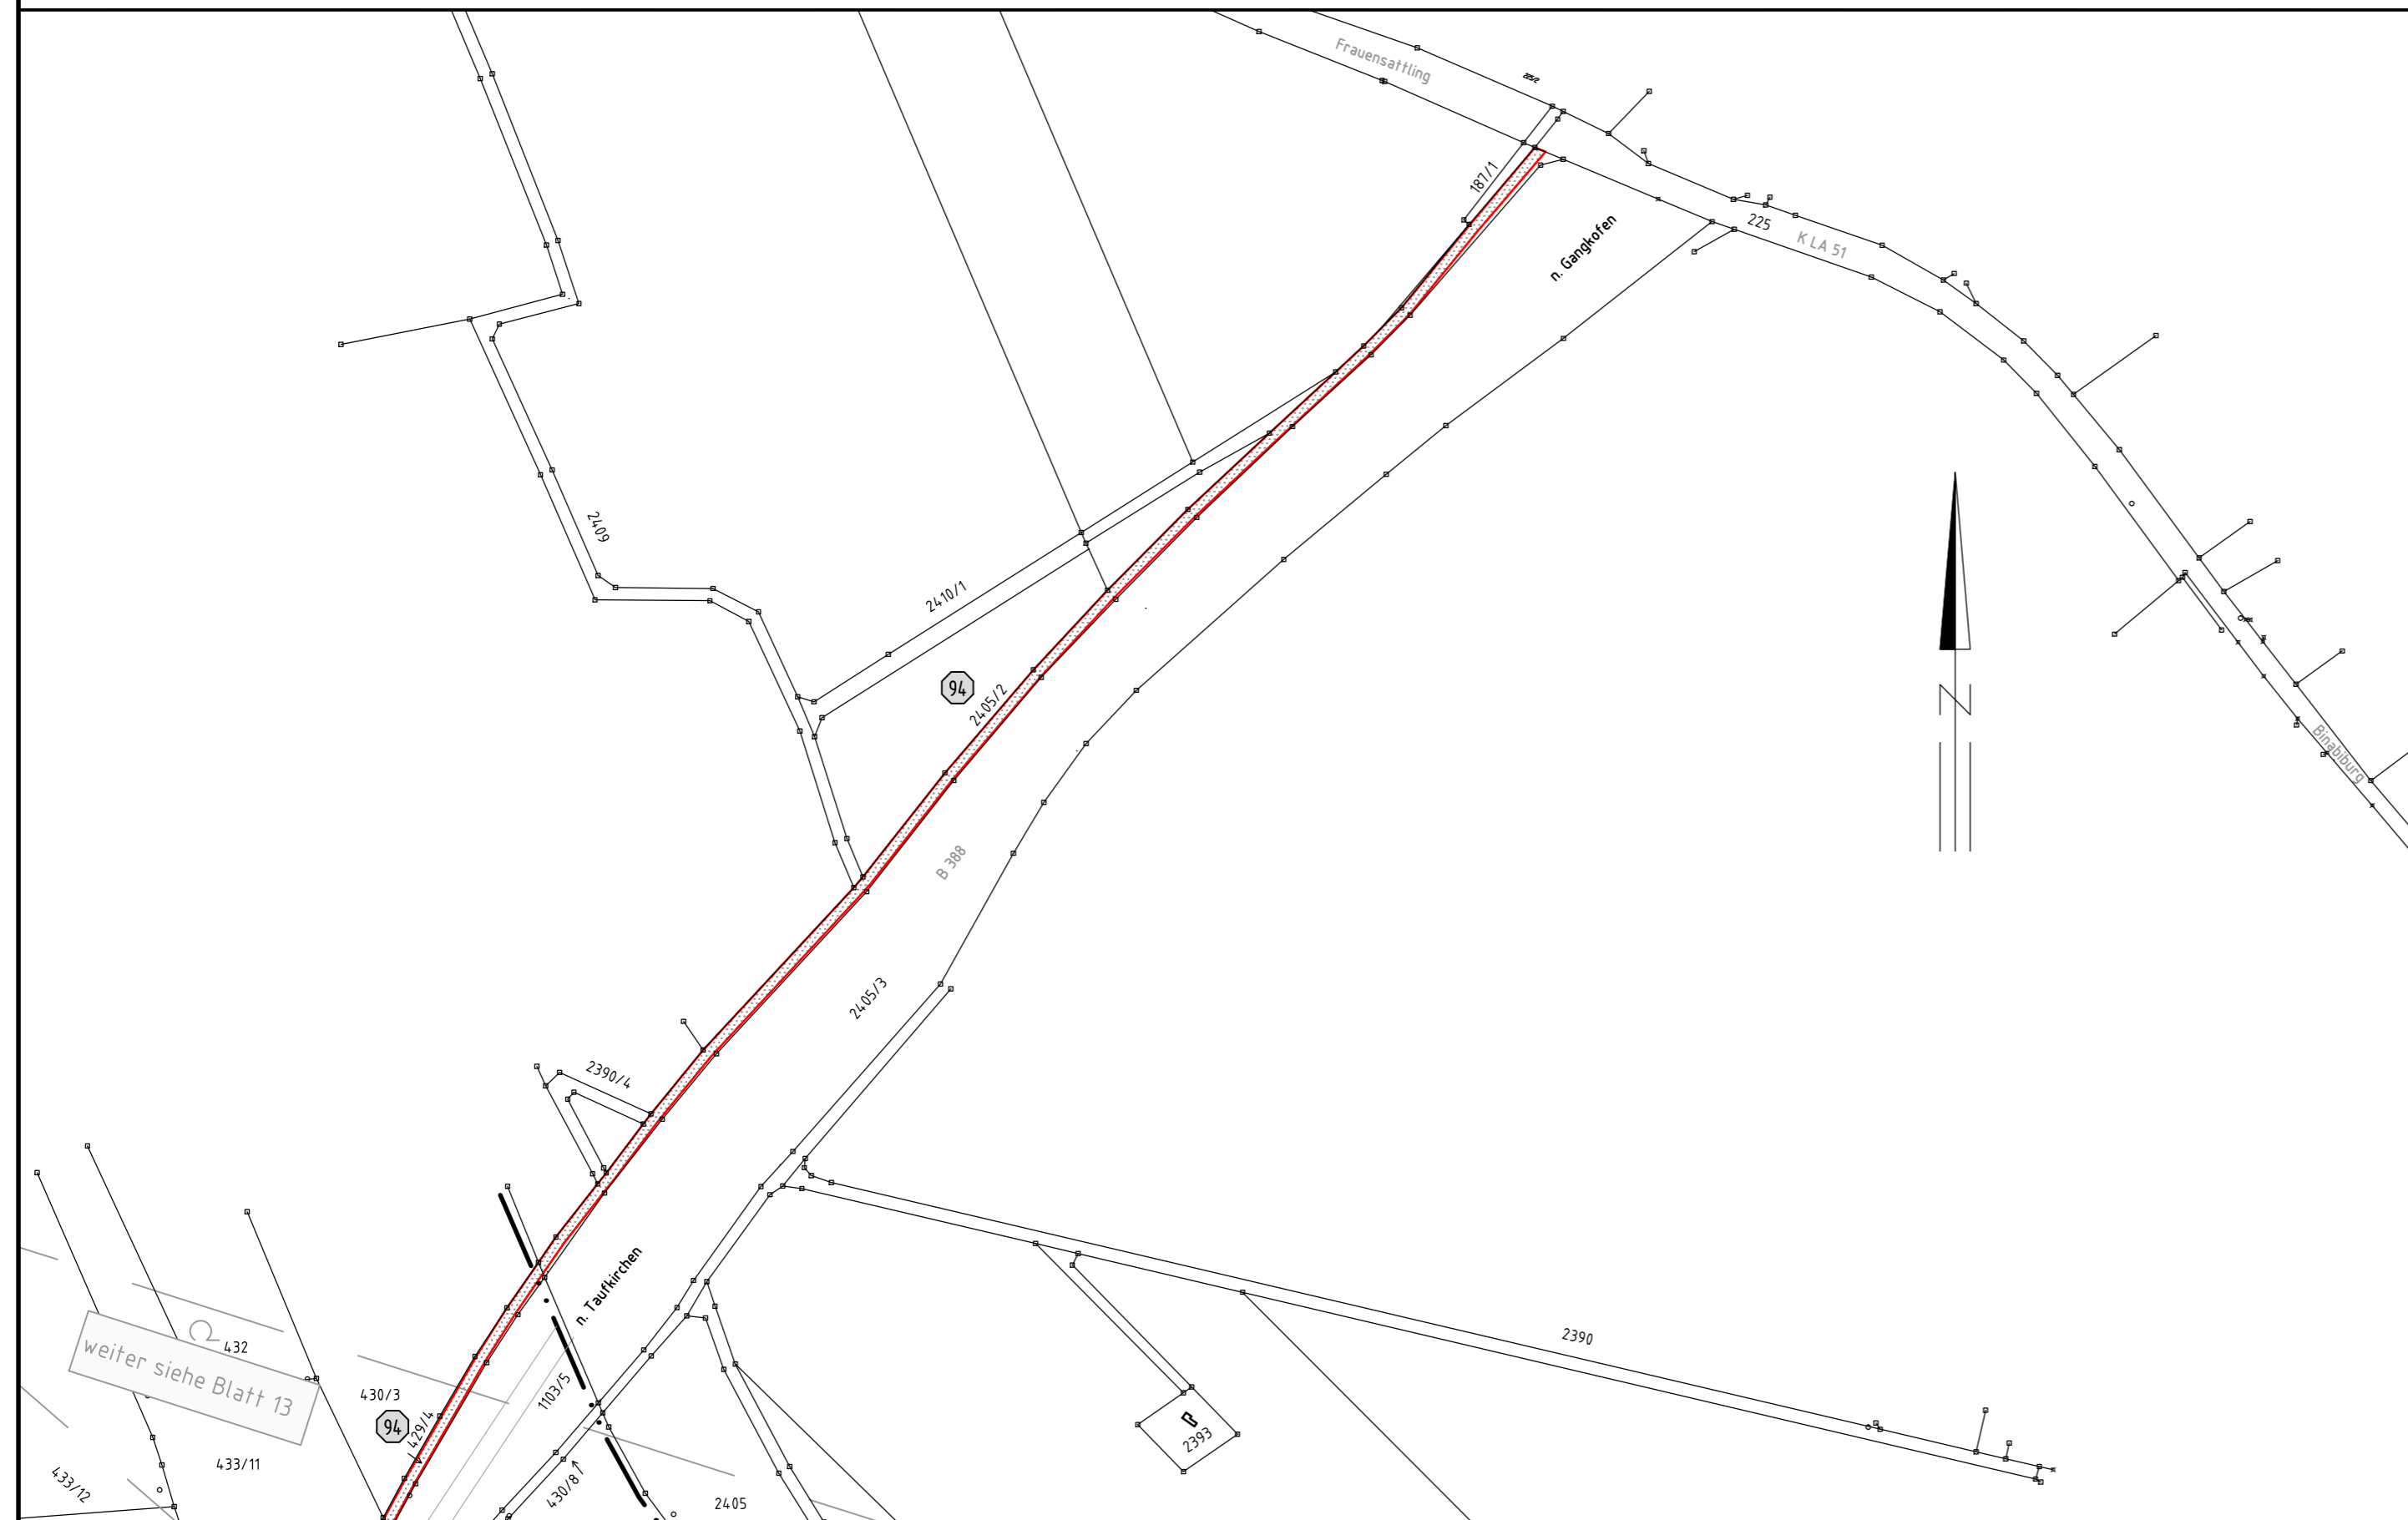 Frauensattling
187/1
225
K LA 51
n. Gangkofen
2409
2410/1
94
2405/2
N
Binabiburg
B 388
2405/3
2390/4
n. Taufkirchen
432
weiter siehe Blatt 13
2390
430/3
1103/5
94
429/4
2393
433/11
433/12
430/8
2405